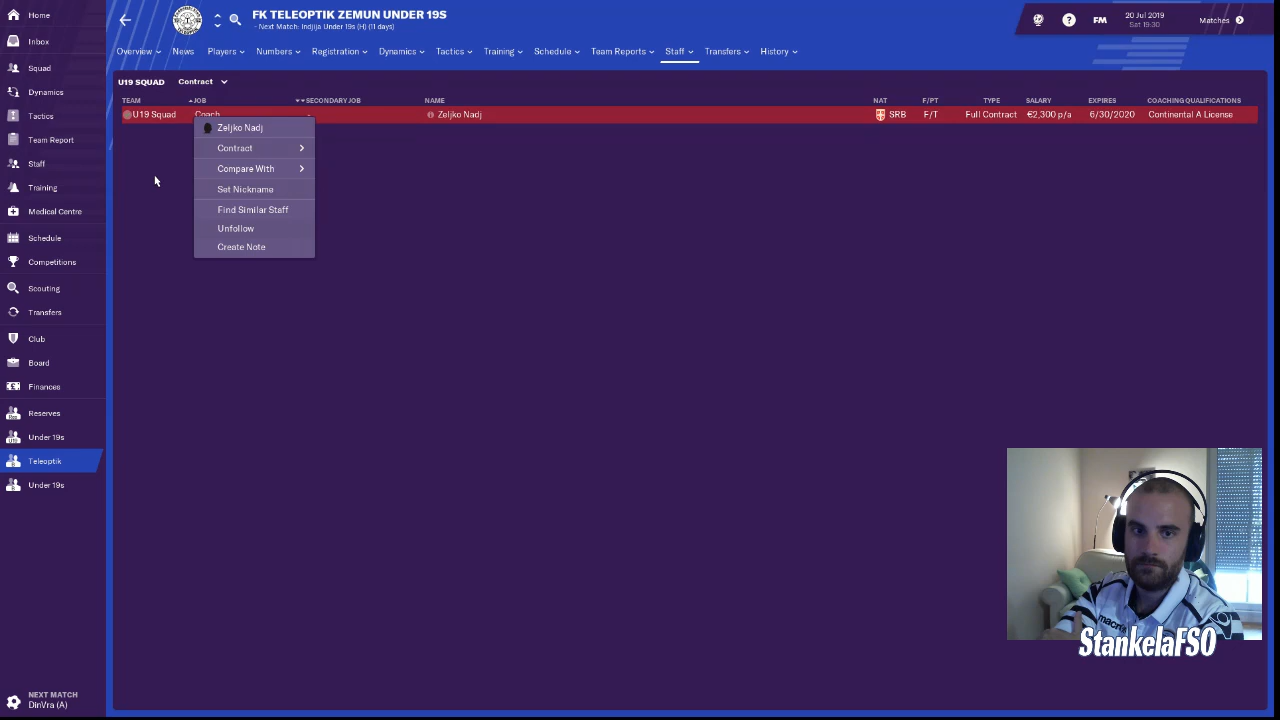 FK TELEOPTIK ZEMUN UNDER 19S
- Next Match: Indjija Under 19s (H) (11 days)
20 Jul 2019
Sat 19:30
FM
Matches
Overview
News
Players
Numbers
Registration
Dynamics
Tactics
Training
Schedule
Team Reports
Staff
Transfers
History
Home
Inbox
Squad
Dynamics
Tactics
Team Report
Staff
Training
Medical Centre
Schedule
Competitions
Scouting
Transfers
Club
Board
Finances
Reserves
Under 19s
Teleoptik
Under 19s
NEXT MATCH
DinVra (A)
U19 SQUAD Contract
TEAM JOB SECONDARY JOB NAME NAT F/PT TYPE SALARY EXPIRES COACHING QUALIFICATIONS
U19 Squad Coach - Zeljko Nadj SRB F/T Full Contract €2,300 p/a 6/30/2020 Continental A License
Zeljko Nadj
Contract
Compare With
Set Nickname
Find Similar Staff
Unfollow
Create Note
macron
StankelaFSO